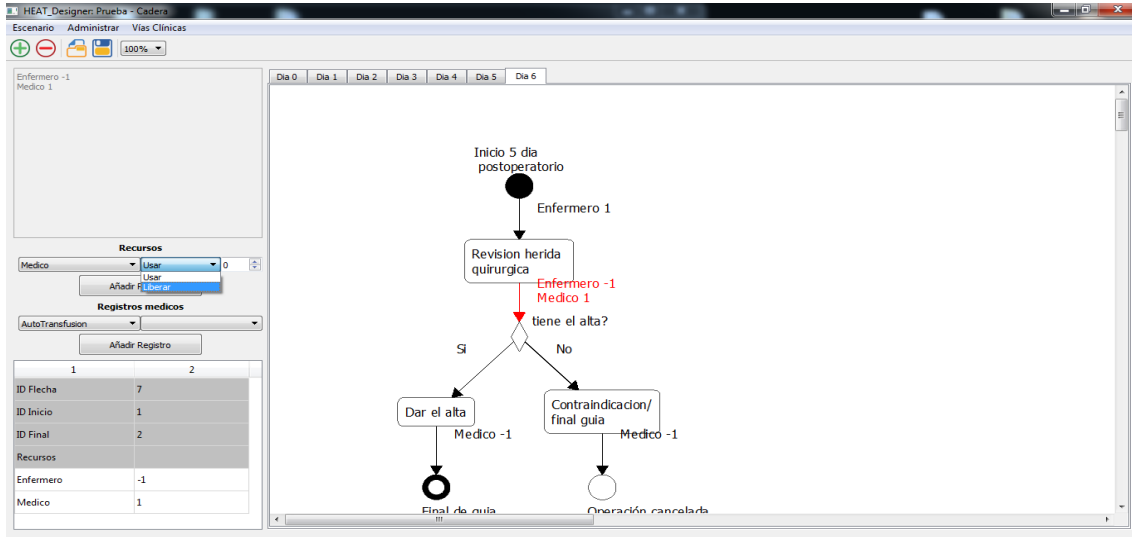 HEAT_Designer: Prueba - Cadera
Escenario Administrar Vías Clínicas
100%
Enfermero -1
Medico 1
Recursos
Medico Usar 0
Usar
Liberar
Añadir
Registros medicos
AutoTransfusion
Añadir Registro
1 2
ID Flecha 7
ID Inicio 1
ID Final 2
Recursos
Enfermero -1
Medico 1
Dia 0 Dia 1 Dia 2 Dia 3 Dia 4 Dia 5 Dia 6
Inicio 5 dia
postoperatorio
Enfermero 1
Revision herida
quirurgica
Enfermero -1
Medico 1
tiene el alta?
Si No
Dar el alta
Contraindicacion/
final guia
Medico -1 Medico -1
Final de guia Operación cancelada